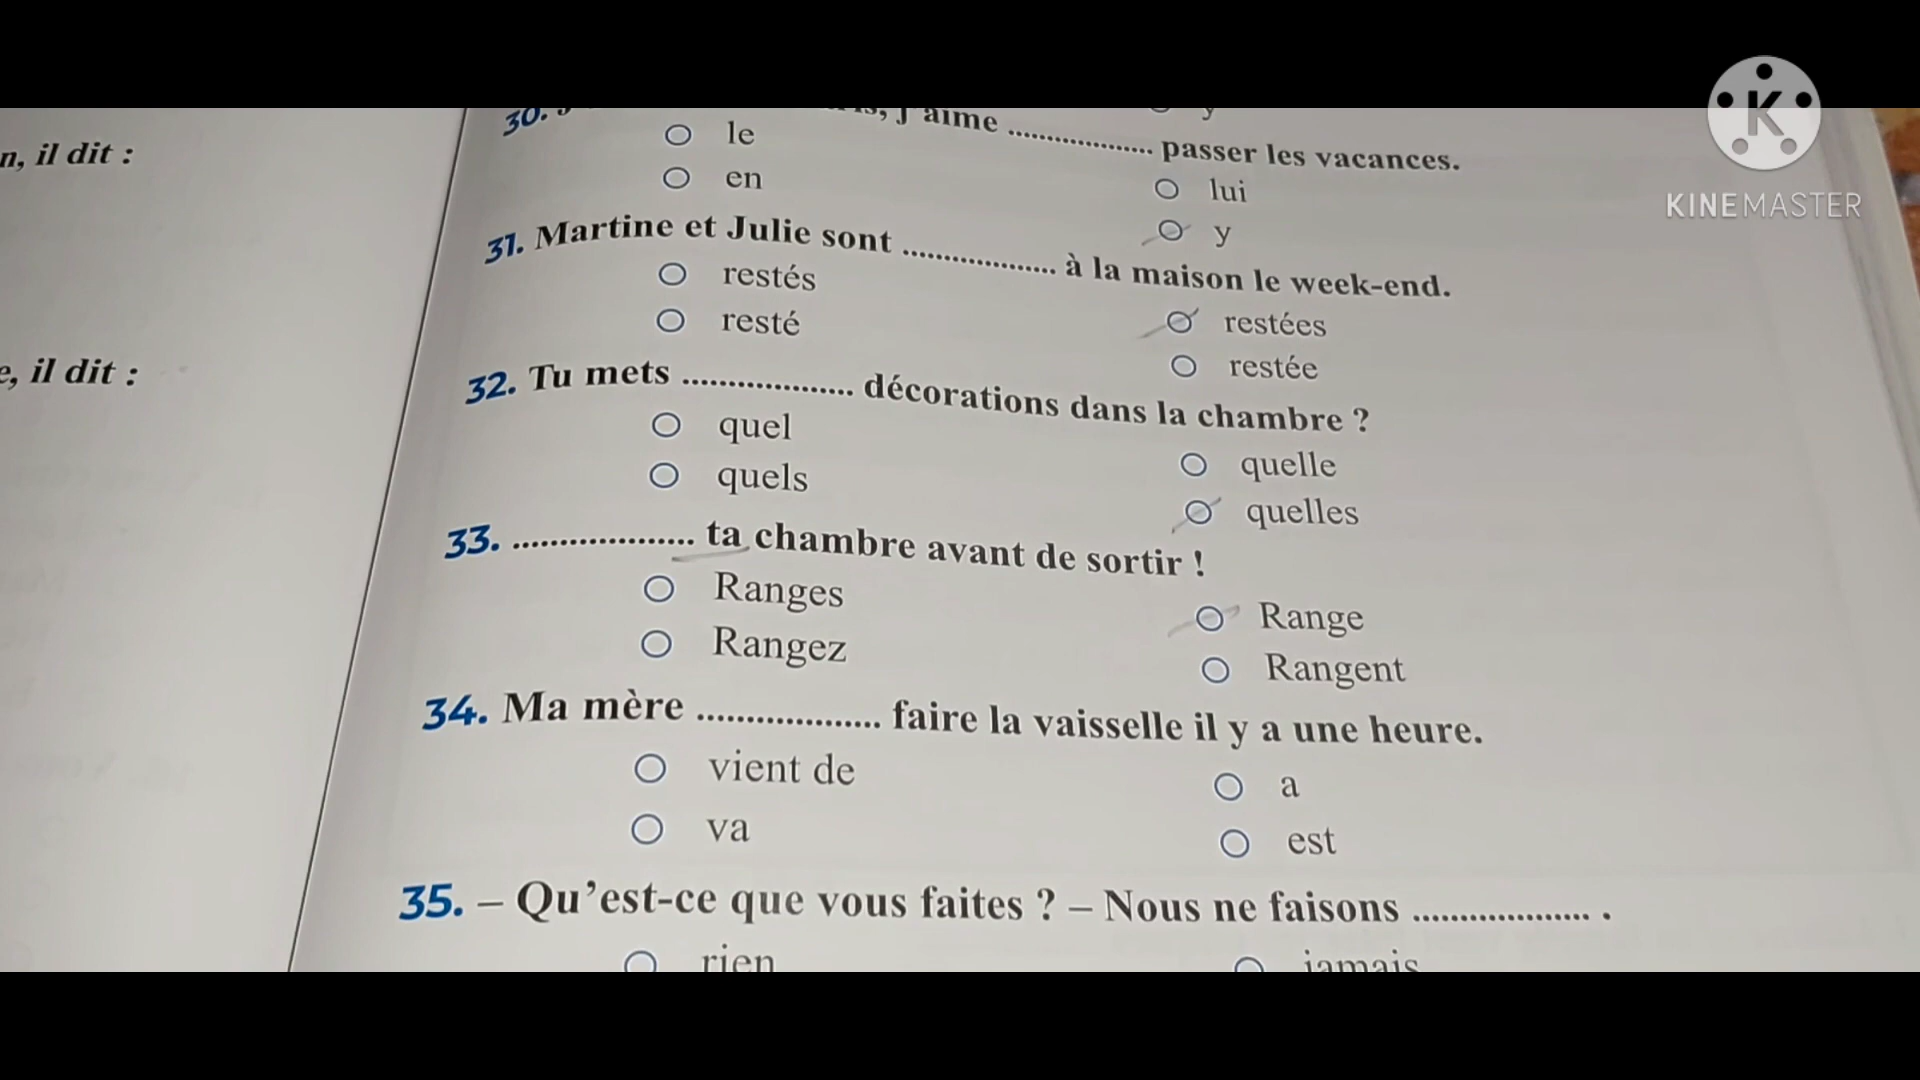 n, il dit :
e, il dit :
30. J'aime .................. passer les vacances.
le
lui
en
y
31. Martine et Julie sont .................. à la maison le week-end.
restés
restées
resté
restée
32. Tu mets .................. décorations dans la chambre ?
quel
quelle
quels
quelles
33. .................. ta chambre avant de sortir !
Ranges
Range
Rangez
Rangent
34. Ma mère .................. faire la vaisselle il y a une heure.
vient de
a
va
est
35. – Qu'est-ce que vous faites ? – Nous ne faisons .................. .
rien
jamais
K
KINEMASTER